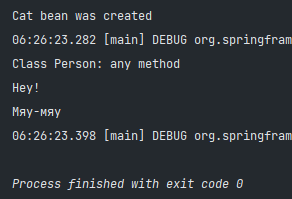 Cat bean was created
06:26:23.282 [main] DEBUG org.springfram
Class Person: any method
Hey!
Мяу-мяу
06:26:23.398 [main] DEBUG org.springfram
Process finished with exit code 0